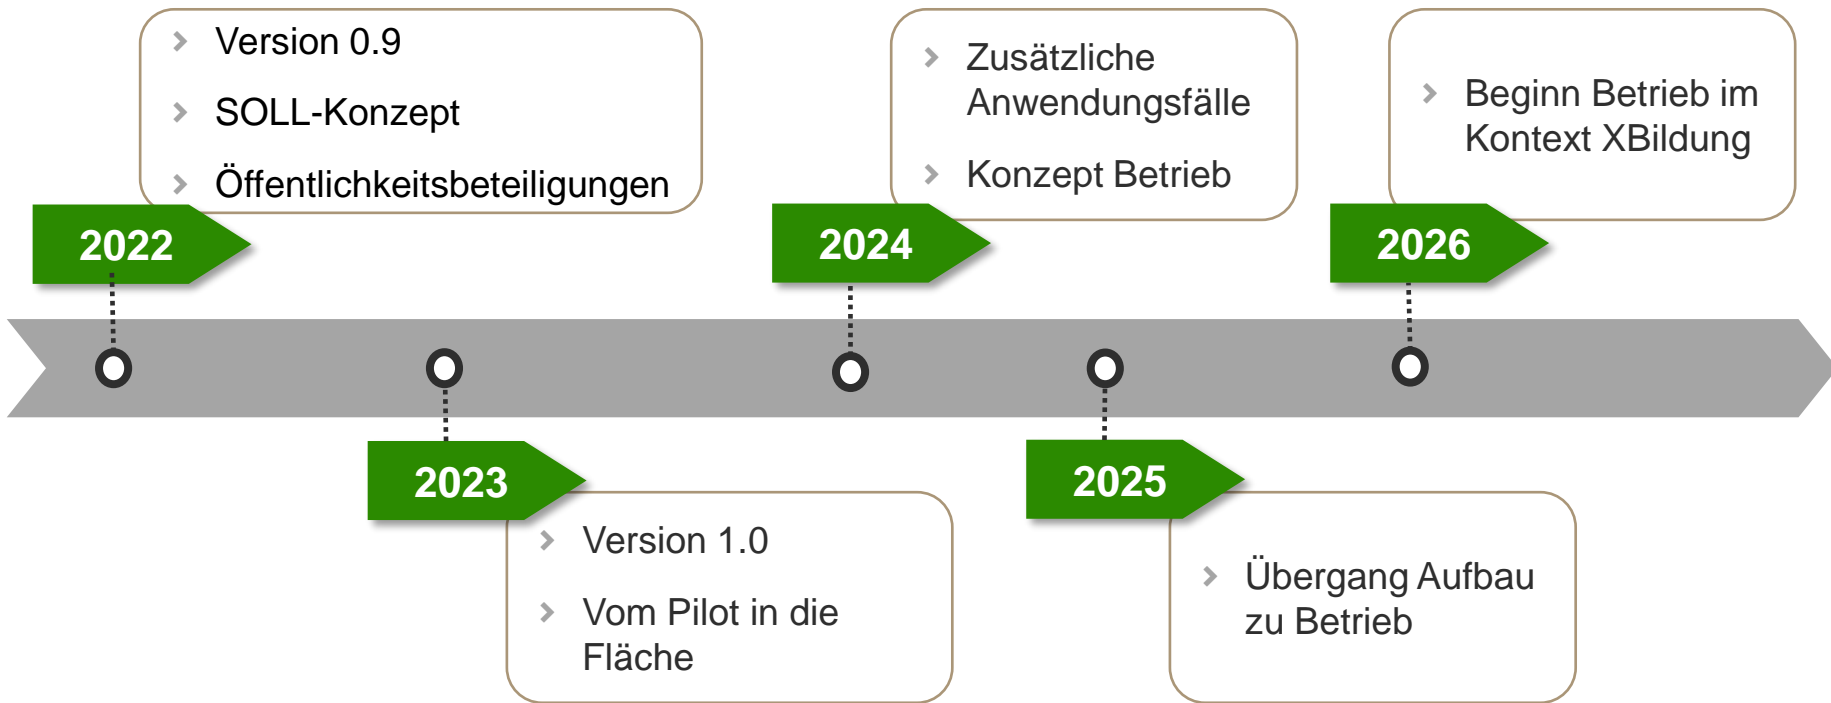 Version 0.9
SOLL-Konzept
Öffentlichkeitsbeteiligungen
2022
Version 1.0
Vom Pilot in die
Fläche
2023
Zusätzliche
Anwendungsfälle
Konzept Betrieb
2024
Übergang Aufbau
zu Betrieb
2025
Beginn Betrieb im
Kontext XBildung
2026